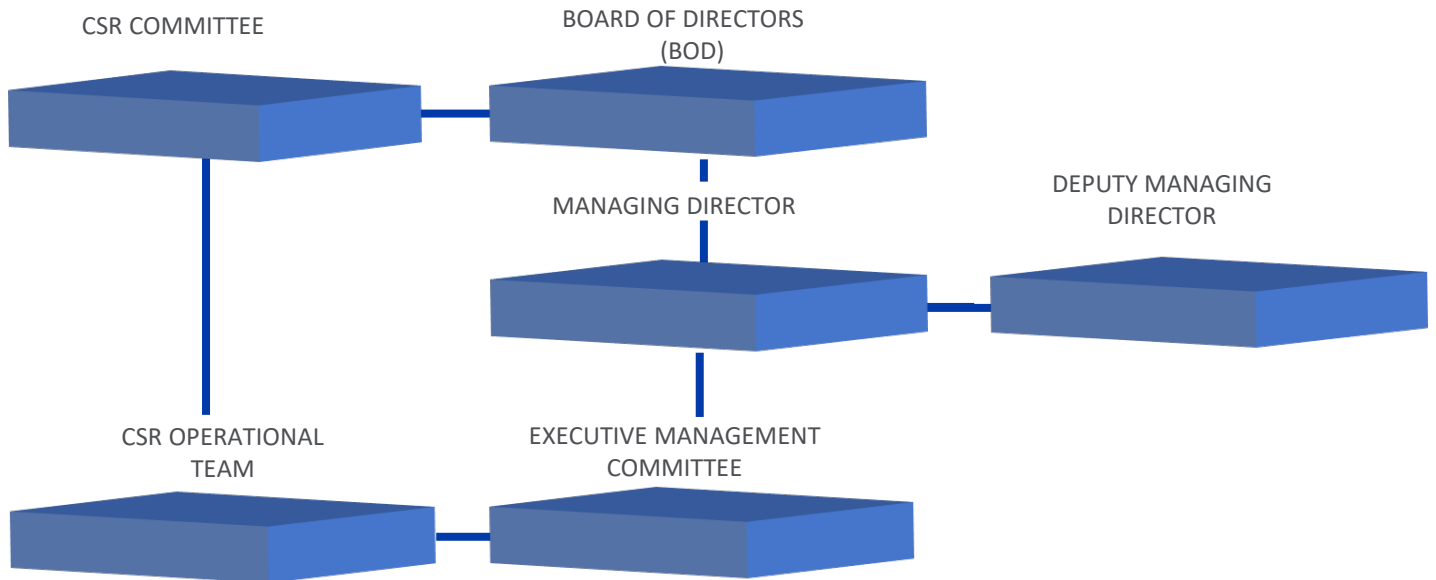 CSR COMMITTEE
BOARD OF DIRECTORS
(BOD)
MANAGING DIRECTOR
DEPUTY MANAGING
DIRECTOR
CSR OPERATIONAL
TEAM
EXECUTIVE MANAGEMENT
COMMITTEE